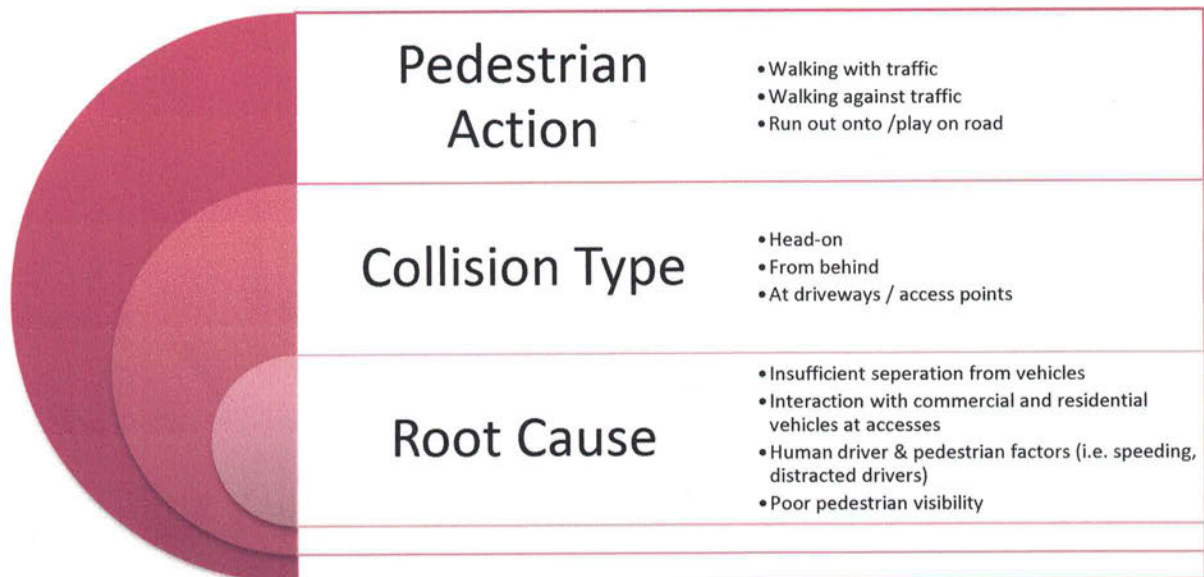 Pedestrian
Action
• Walking with traffic
• Walking against traffic
• Run out onto /play on road
Collision Type
• Head-on
• From behind
• At driveways / access points
Root Cause
• Insufficient seperation from vehicles
• Interaction with commercial and residential
vehicles at accesses
• Human driver & pedestrian factors (i.e. speeding,
distracted drivers)
• Poor pedestrian visibility